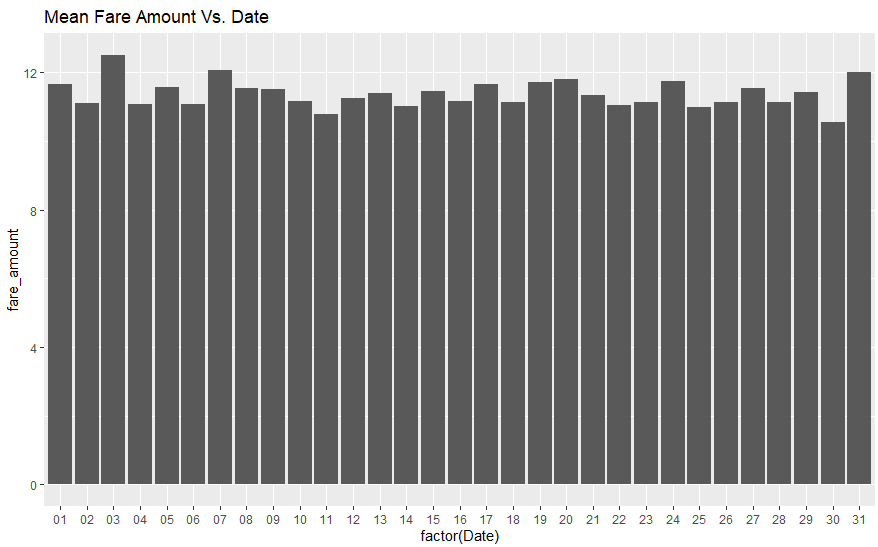 Mean Fare Amount Vs. Date
fare_amount
12
8
4
0
01 02 03 04 05 06 07 08 09 10 11 12 13 14 15 16 17 18 19 20 21 22 23 24 25 26 27 28 29 30 31
factor(Date)